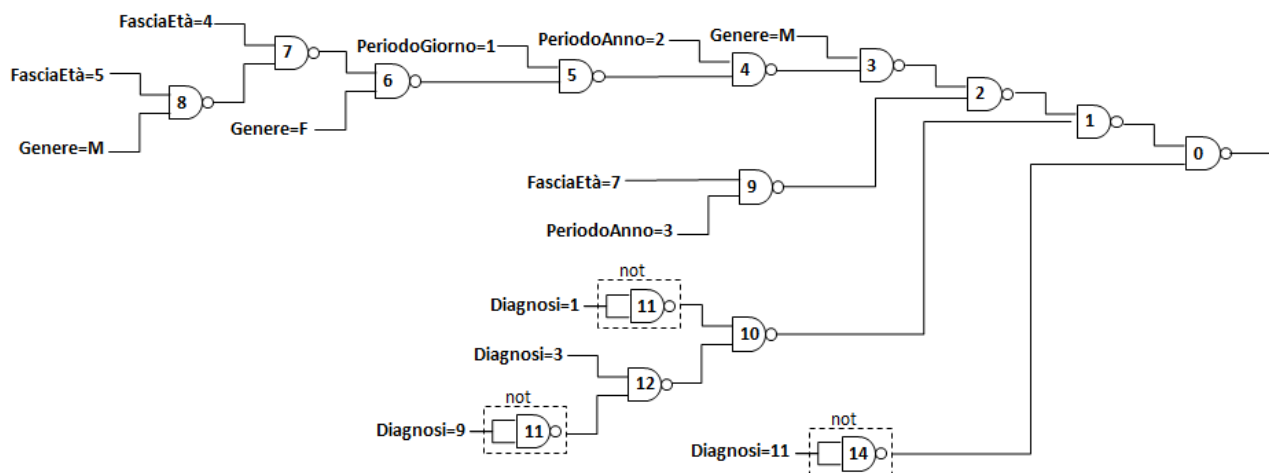 FasciaEtà=4
7
PeriodoGiorno=1
PeriodoAnno=2
Genere=M
3
4
5
6
FasciaEtà=5
8
2
Genere=F
1
Genere=M
0
FasciaEtà=7
9
PeriodoAnno=3
not
Diagnosi=1
11
10
Diagnosi=3
12
not
Diagnosi=9
11
not
Diagnosi=11
14